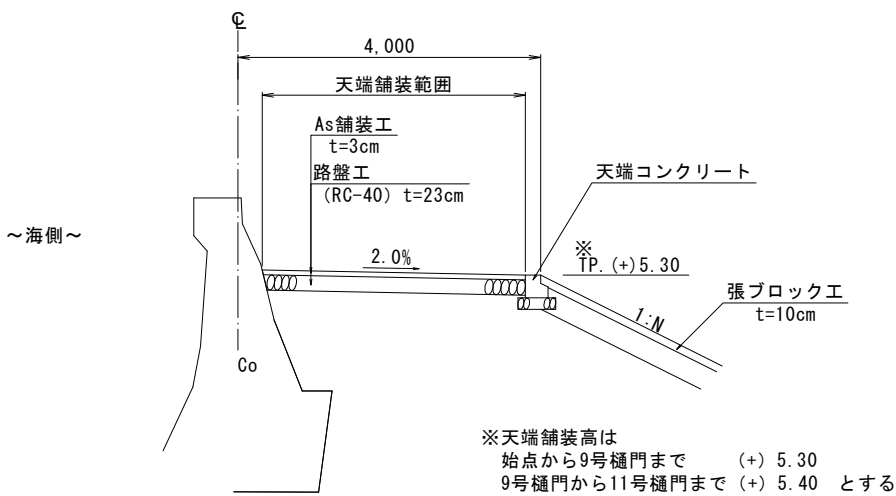 ℄
4,000
天端舗装範囲
As舗装工
t=3cm
路盤工
(RC-40) t=23cm
天端コンクリート
~海側~
2.0%
※
TP.(+)5.30
張ブロック工
t=10cm
1:N
Co
※天端舗装高は
始点から9号樋門まで (+) 5.30
9号樋門から11号樋門まで (+) 5.40 とする